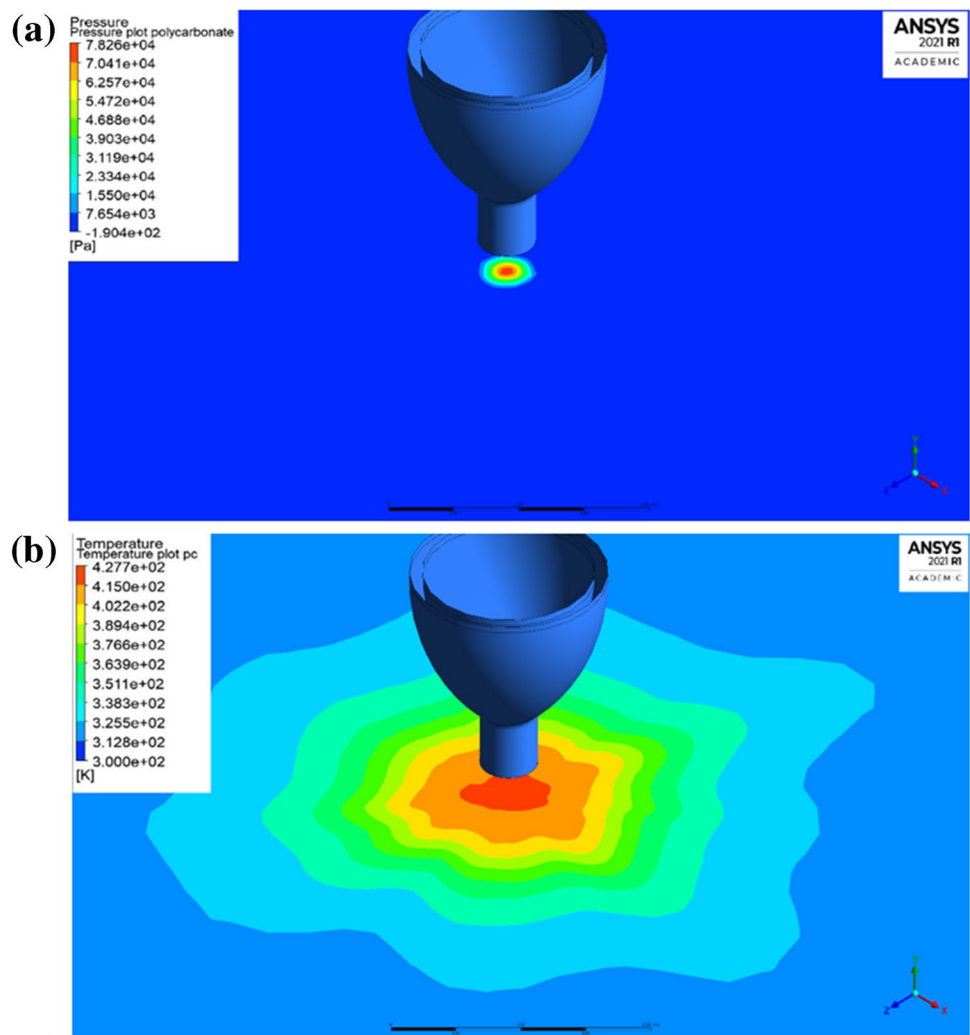 (a)
Pressure
Pressure plot polycarbonate
7.826e+04
7.041e+04
6.257e+04
5.472e+04
4.688e+04
3.903e+04
3.119e+04
2.334e+04
1.550e+04
7.654e+03
-1.904e+02
[Pa]
ANSYS
2021 R1
ACADEMIC
Y
Z
X
(b)
Temperature
Temperature plot pc
4.277e+02
4.150e+02
4.022e+02
3.894e+02
3.766e+02
3.639e+02
3.511e+02
3.383e+02
3.255e+02
3.128e+02
3.000e+02
[K]
ANSYS
2021 R1
ACADEMIC
Y
Z
X